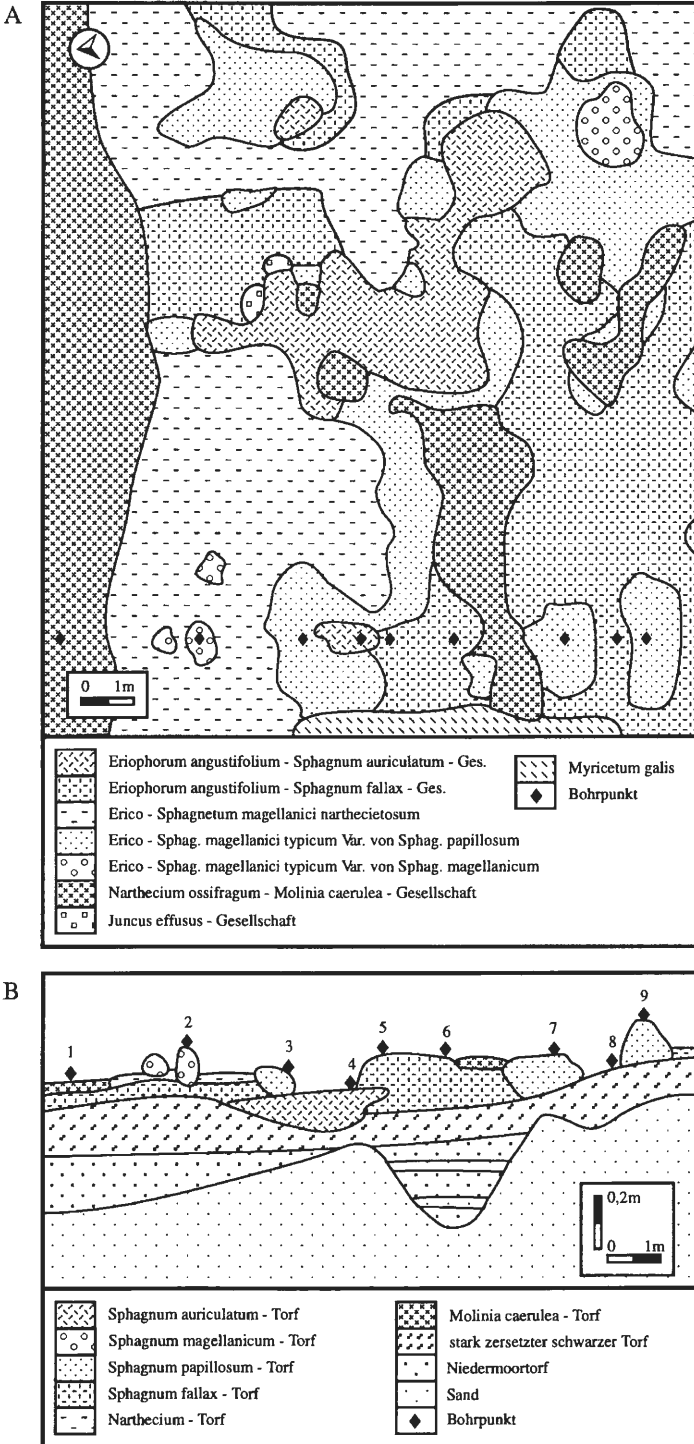 A
0 1m
Eriophorum angustifolium - Sphagnum auriculatum - Ges.
Eriophorum angustifolium - Sphagnum fallax - Ges.
Erico - Sphagnetum magellanici narthecietosum
Erico - Sphag. magellanici typicum Var. von Sphag. papillosum
Erico - Sphag. magellanici typicum Var. von Sphag. magellanicum
Narthecium ossifragum - Molinia caerulea - Gesellschaft
Juncus effusus - Gesellschaft
Myricetum galis
Bohrpunkt
B
1 2 3 4 5 6 7 8 9
0,2m
0 1m
Sphagnum auriculatum - Torf
Sphagnum magellanicum - Torf
Sphagnum papillosum - Torf
Sphagnum fallax - Torf
Narthecium - Torf
Molinia caerulea - Torf
stark zersetzter schwarzer Torf
Niedermoortorf
Sand
Bohrpunkt